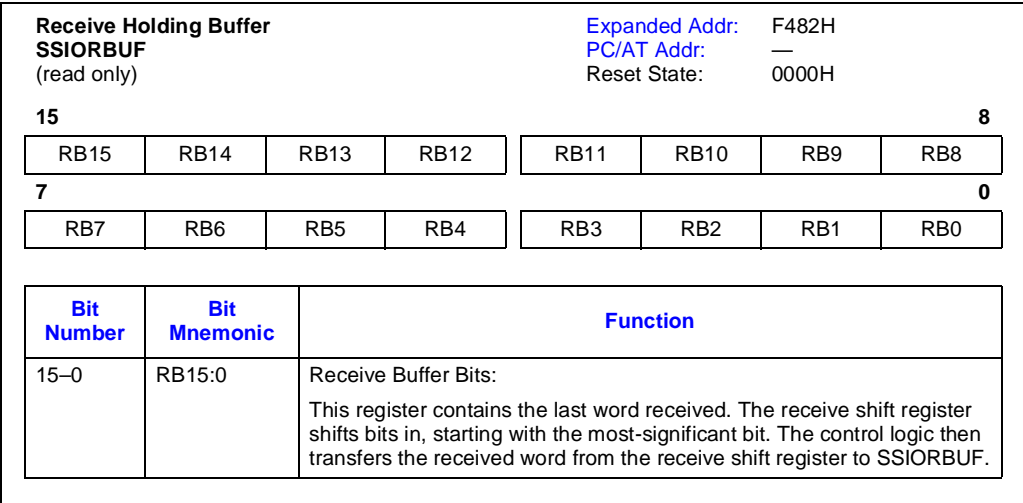 Receive Holding Buffer Expanded Addr: F482H
SSIORBUF PC/AT Addr: —
(read only) Reset State: 0000H
15 8
RB15 RB14 RB13 RB12 RB11 RB10 RB9 RB8
7 0
RB7 RB6 RB5 RB4 RB3 RB2 RB1 RB0
Bit Number Bit Mnemonic Function
15–0 RB15:0 Receive Buffer Bits:
This register contains the last word received. The receive shift register
shifts bits in, starting with the most-significant bit. The control logic then
transfers the received word from the receive shift register to SSIORBUF.